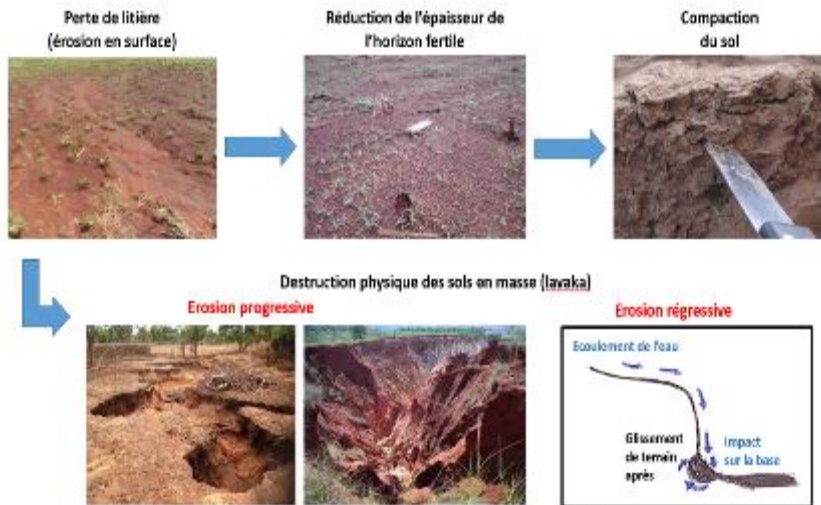 Perte de litière
(érosion en surface)
Réduction de l'épaisseur de
l'horizon fertile
Compaction
du sol
Destruction physique des sols en masse (lavaka)
Erosion progressive
Erosion régressive
Ecoulement de l'eau
Glissement
de terrain
après
Impact
sur la base